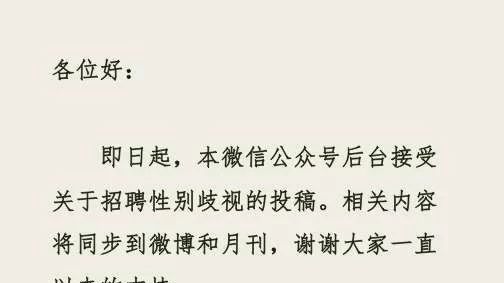 各位好：
即日起，本微信公众号后台接受
关于招聘性别歧视的投稿。相关内容
将同步到微博和月刊，谢谢大家一直